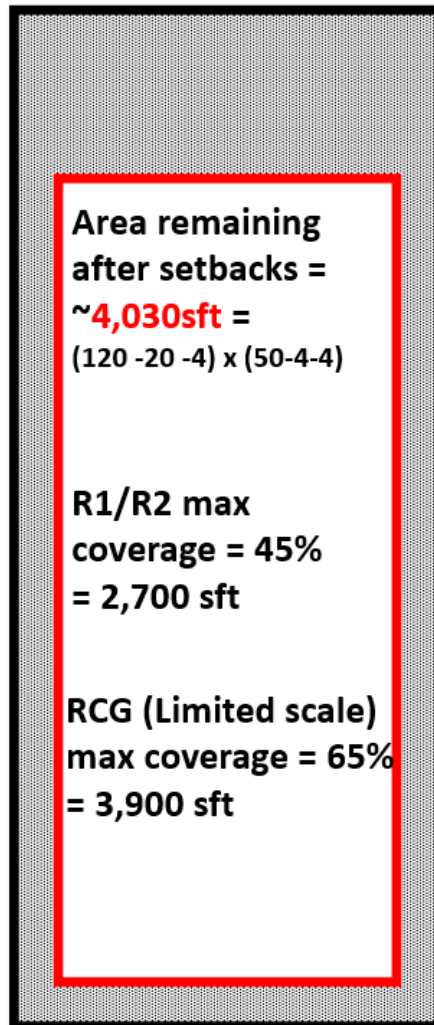 Area remaining
after setbacks =
~4,030sft =
(120 -20 -4) x (50-4-4)
R1/R2 max
coverage = 45%
= 2,700 sft
RCG (Limited scale)
max coverage = 65%
= 3,900 sft